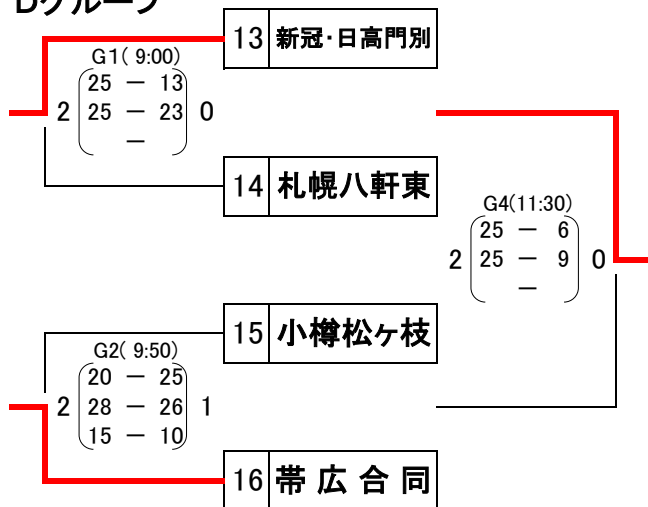 Dグループ
13 新冠・日高門別
G1( 9:00)
25 － 13
2 25 － 23 0
－
14 札幌八軒東
G4(11:30)
25 － 6
2 25 － 9 0
－
15 小樽松ヶ枝
G2( 9:50)
20 － 25
2 28 － 26 1
15 － 10
16 帯広合同